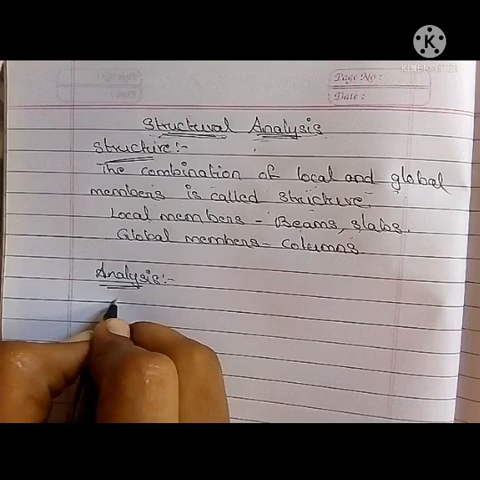 K
KINEMASTER
Page No :
Date :
Structural Analysis
Structure:-
The combination of local and global
members is called structure.
Local members - Beams, slabs.
Global members - columns.
Analysis:-